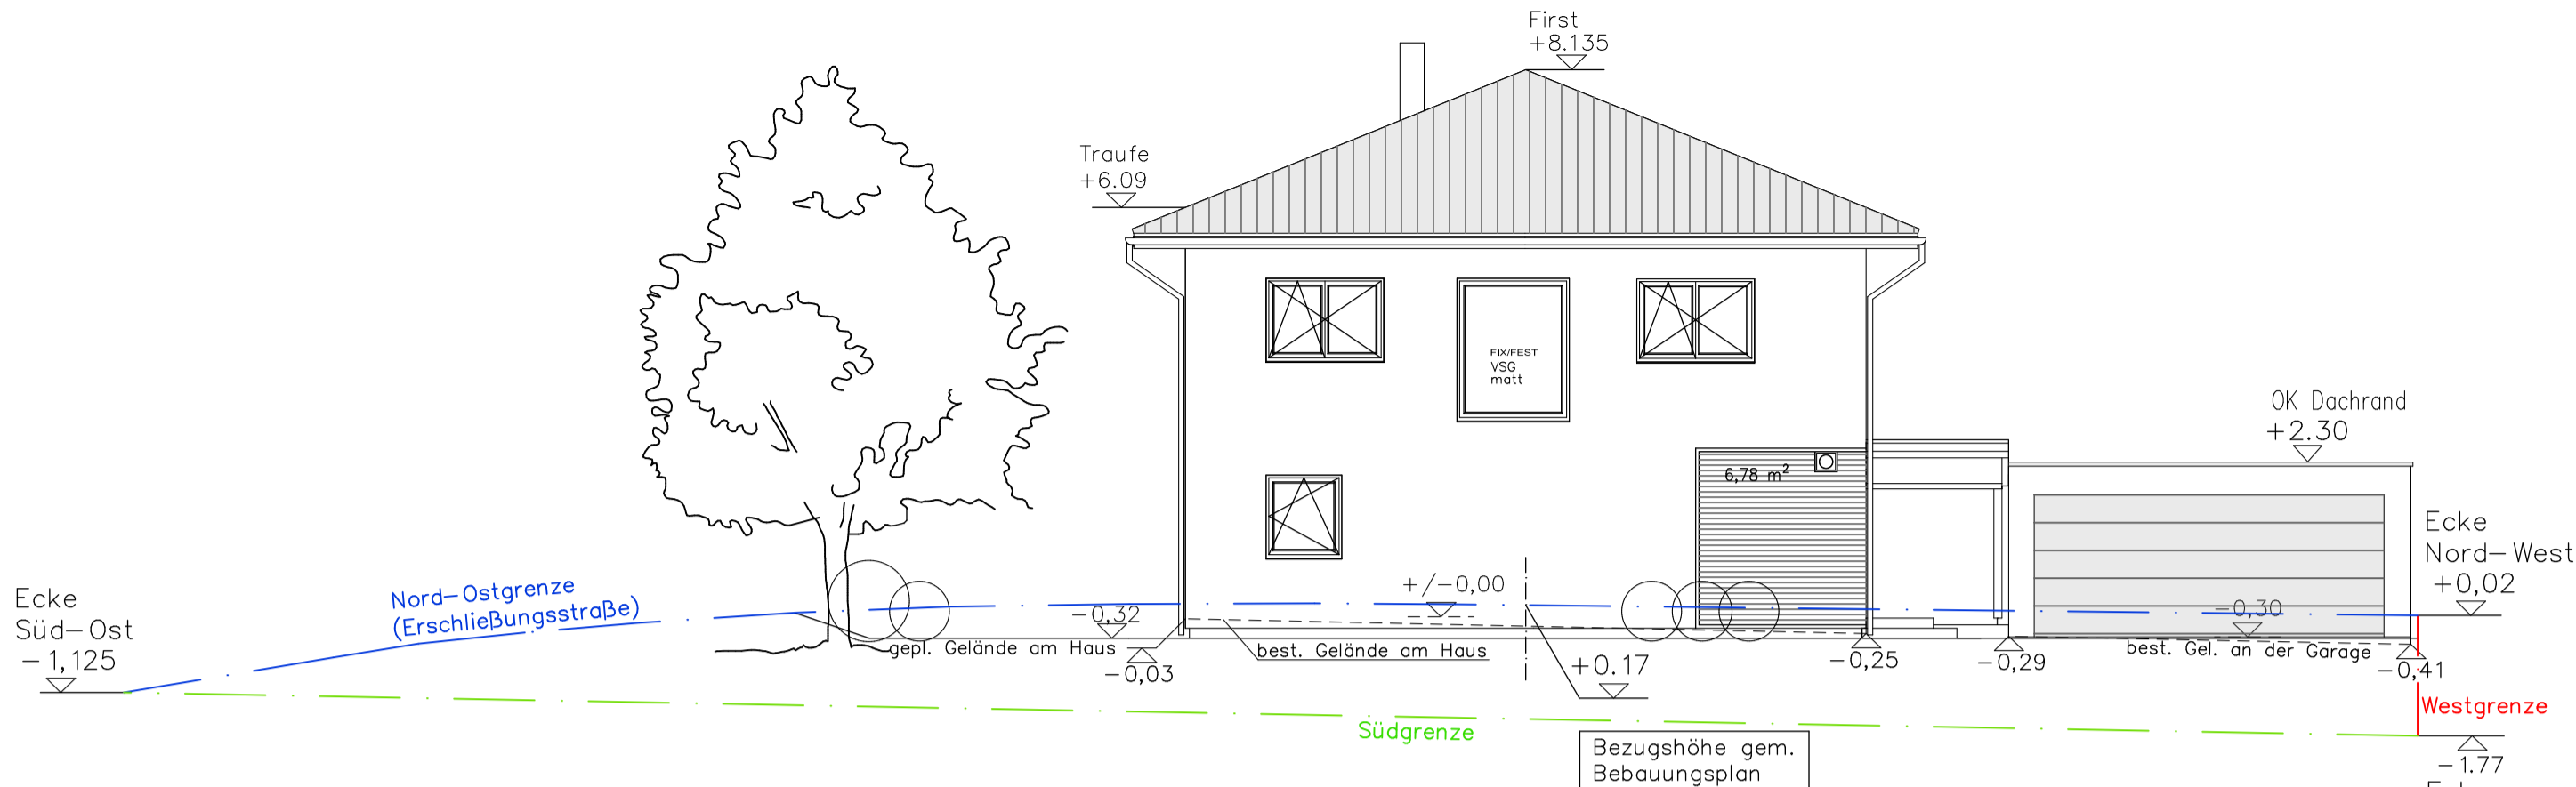 First
+8.135
Traufe
+6.09
FIX/FEST
VSG
matt
6,78 m²
OK Dachrand
+2.30
Ecke
Nord-West
+0,02
Ecke
Süd-Ost
-1,125
Nord-Ostgrenze
(Erschließungsstraße)
-0,32
+/-0,00
-0,30
gepl. Gelände am Haus
best. Gelände am Haus
best. Gel. an der Garage
-0,03
+0.17
-0,25
-0,29
-0,41
Südgrenze
Westgrenze
Bezugshöhe gem.
Bebauungsplan
-1.77